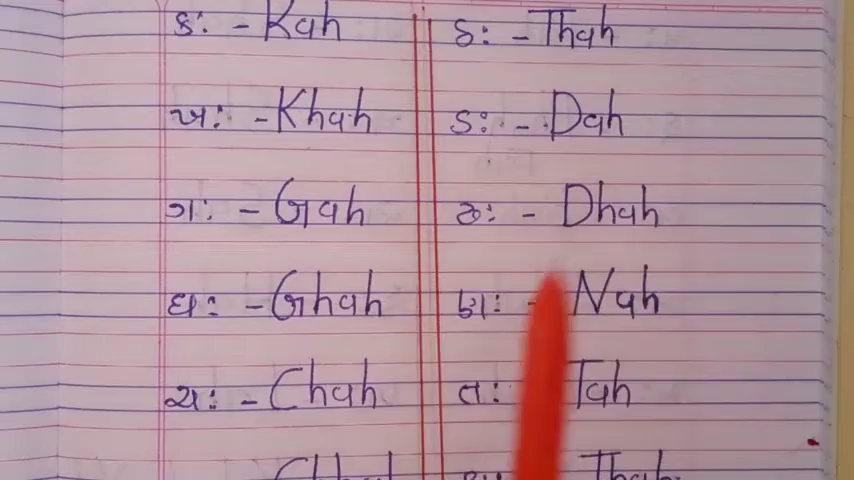 કઃ - Kah
ખઃ - Khah
ગઃ - Gah
ઘઃ - Ghah
ચઃ - Chah
ઠઃ - Thah
ડઃ - Dah
ઢઃ - Dhah
ણઃ - Nah
તઃ - Tah